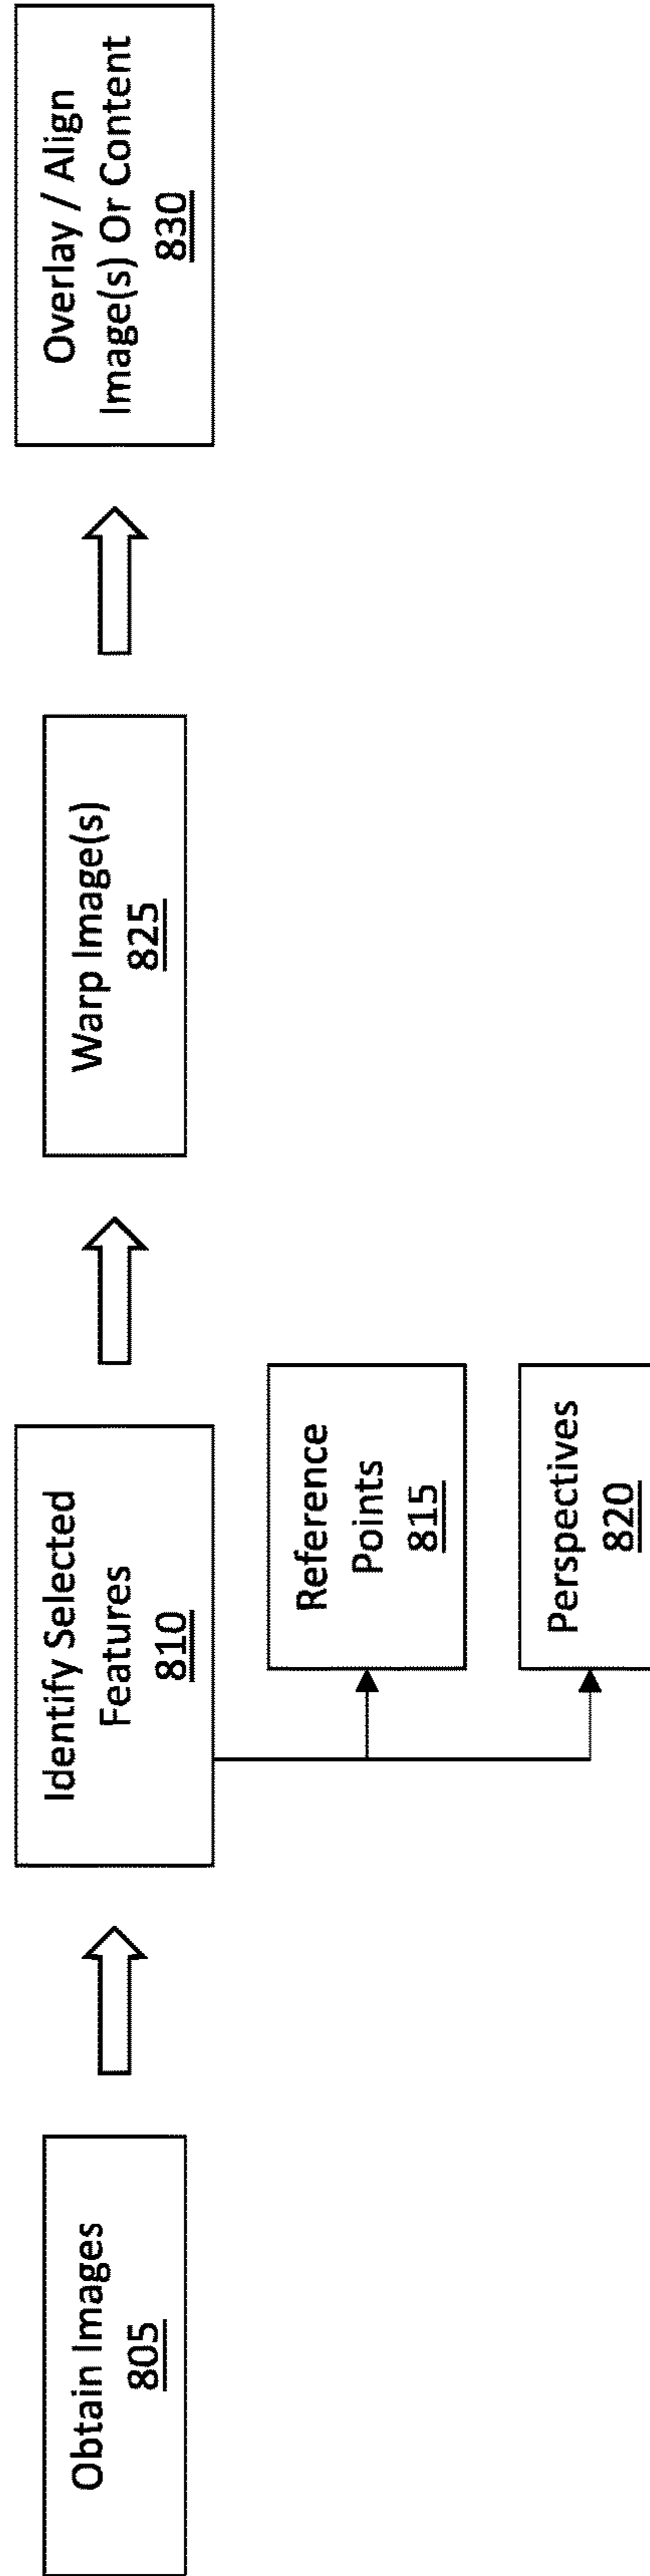 Obtain Images
805
Identify Selected
Features
810
Reference
Points
815
Perspectives
820
Warp Image(s)
825
Overlay / Align
Image(s) Or Content
830